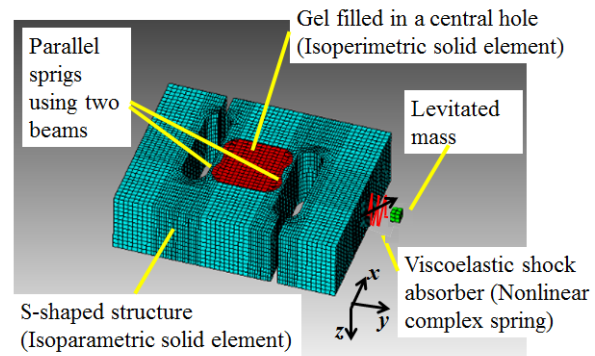 Gel filled in a central hole
(Isoperimetric solid element)
Parallel
sprigs
using two
beams
Levitated
mass
Viscoelastic shock
absorber (Nonlinear
complex spring)
S-shaped structure
(Isoparametric solid element)
x
y
z